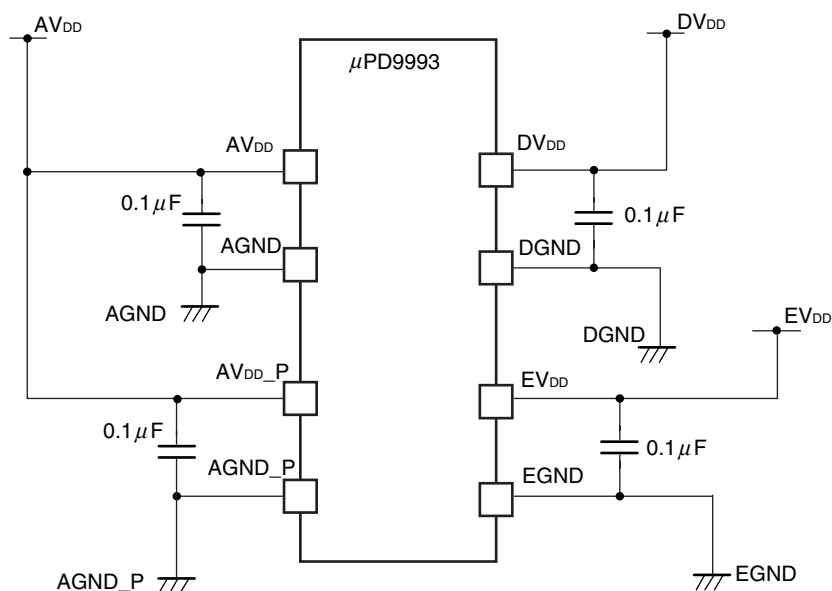 AVDD
DVDD
μPD9993
AVDD
DVDD
0.1μF
0.1μF
AGND
DGND
AGND
DGND
EVDD
AVDD_P
EVDD
0.1μF
0.1μF
AGND_P
EGND
AGND_P
EGND